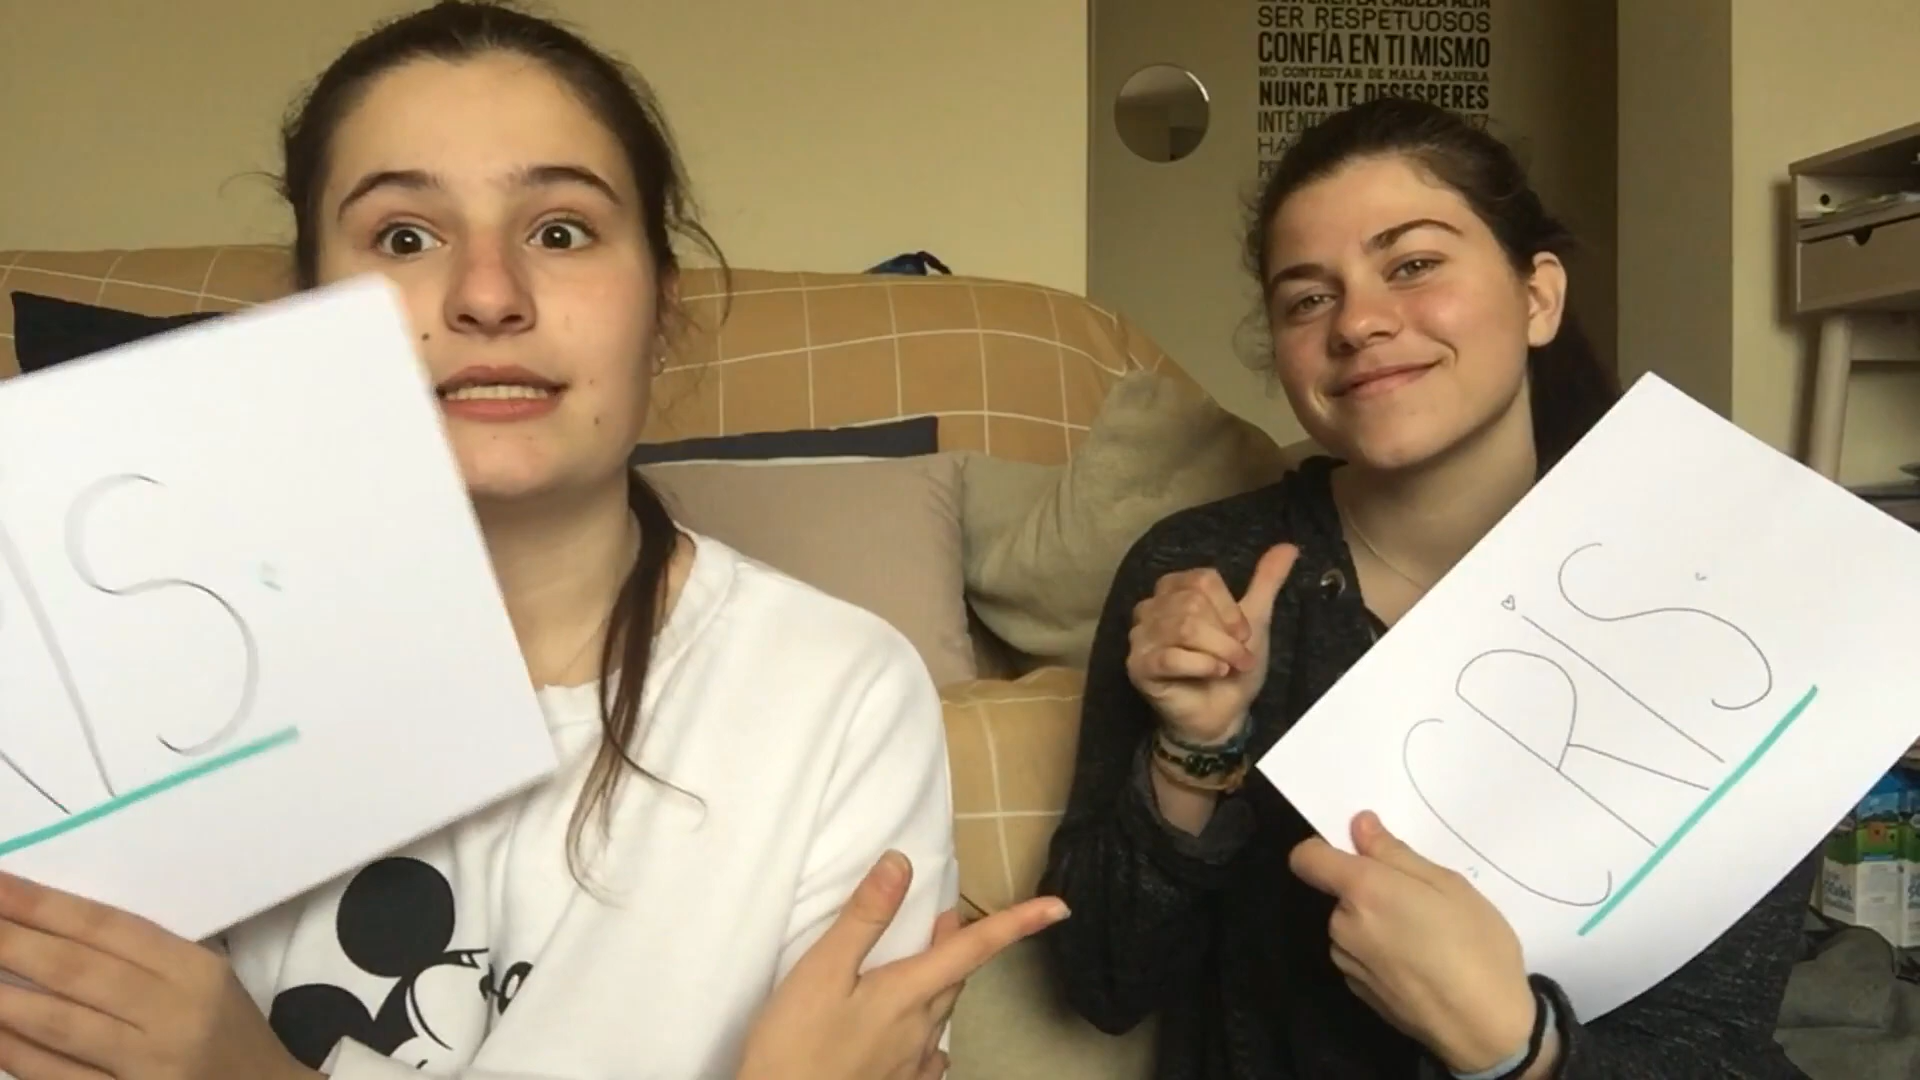 SER RESPETUOSOS
CONFÍA EN TI MISMO
NO CONTESTAR DE MALA MANERA
NUNCA TE DESESPERES
RIS.
CRIS.